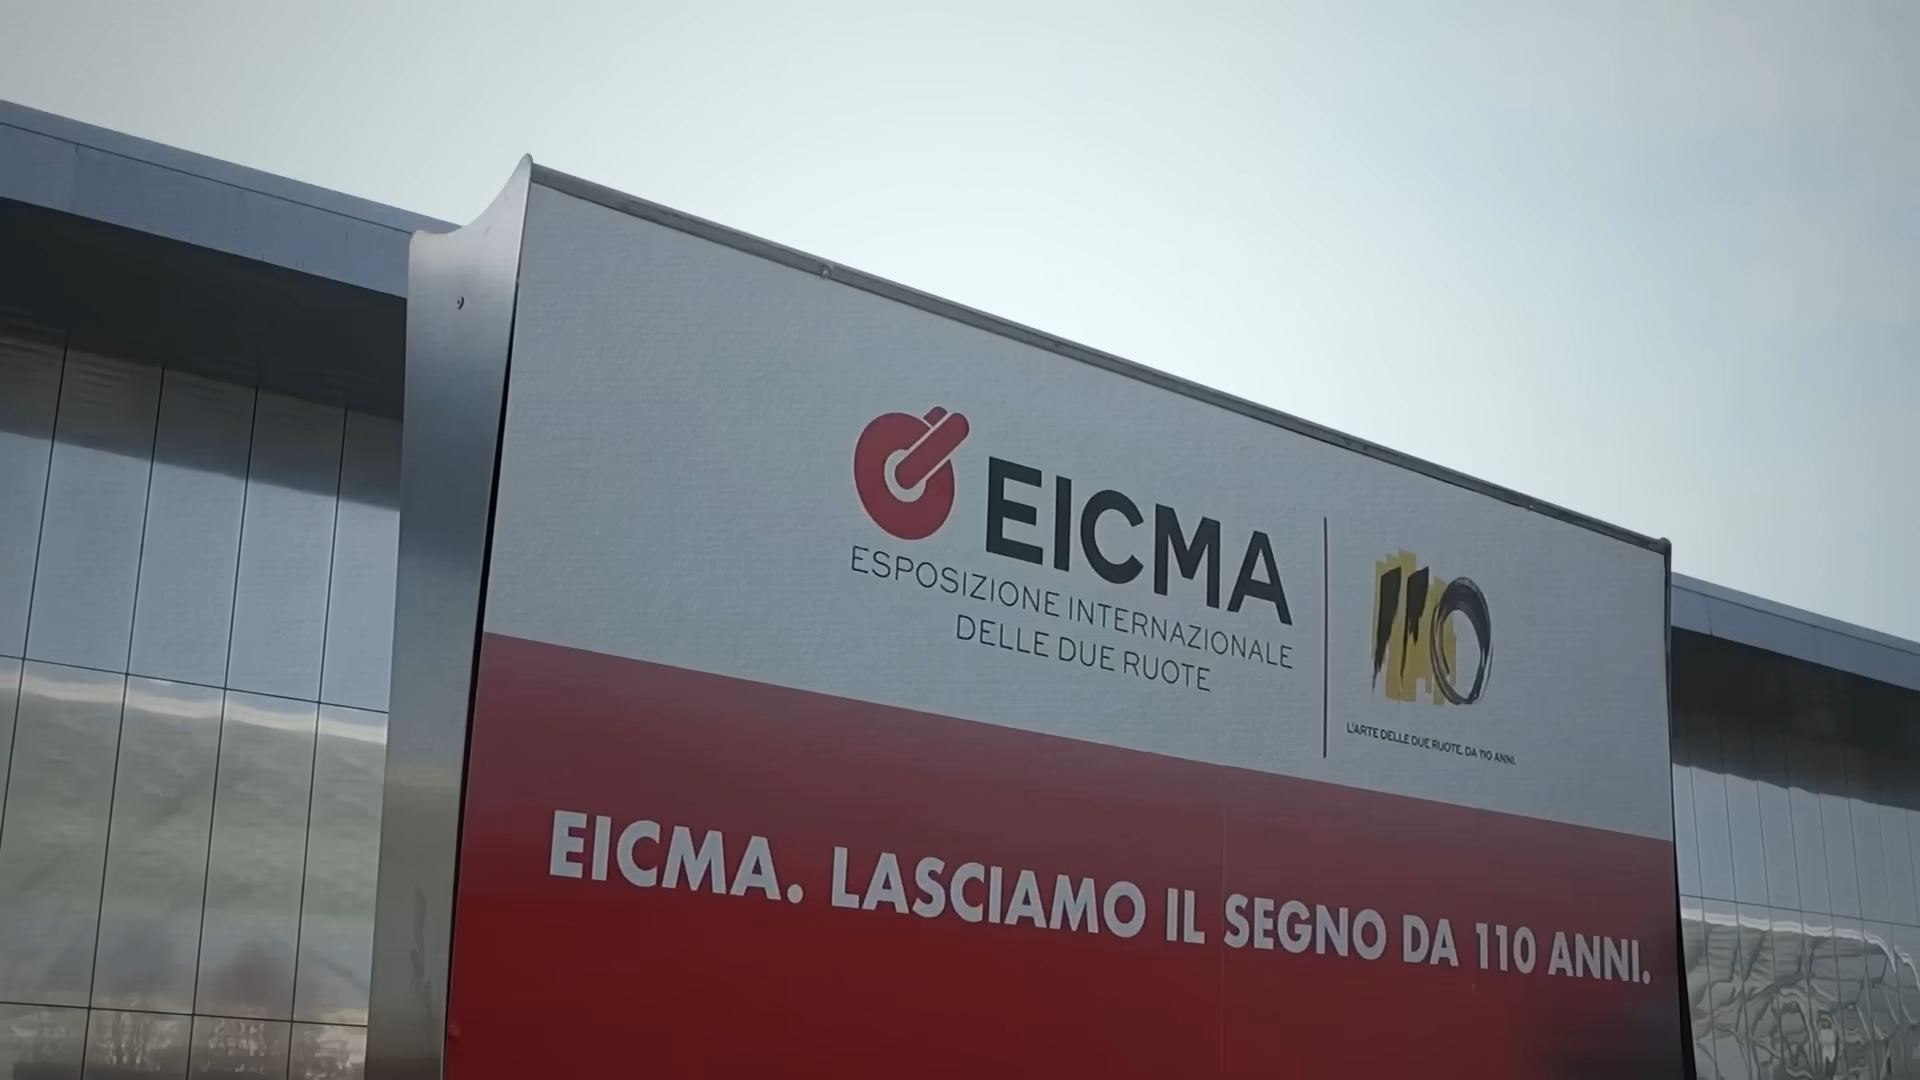 EICMA
ESPOSIZIONE INTERNAZIONALE
DELLE DUE RUOTE
110
L'ARTE DELLE DUE RUOTE. DA 110 ANNI.
EICMA. LASCIAMO IL SEGNO DA 110 ANNI.